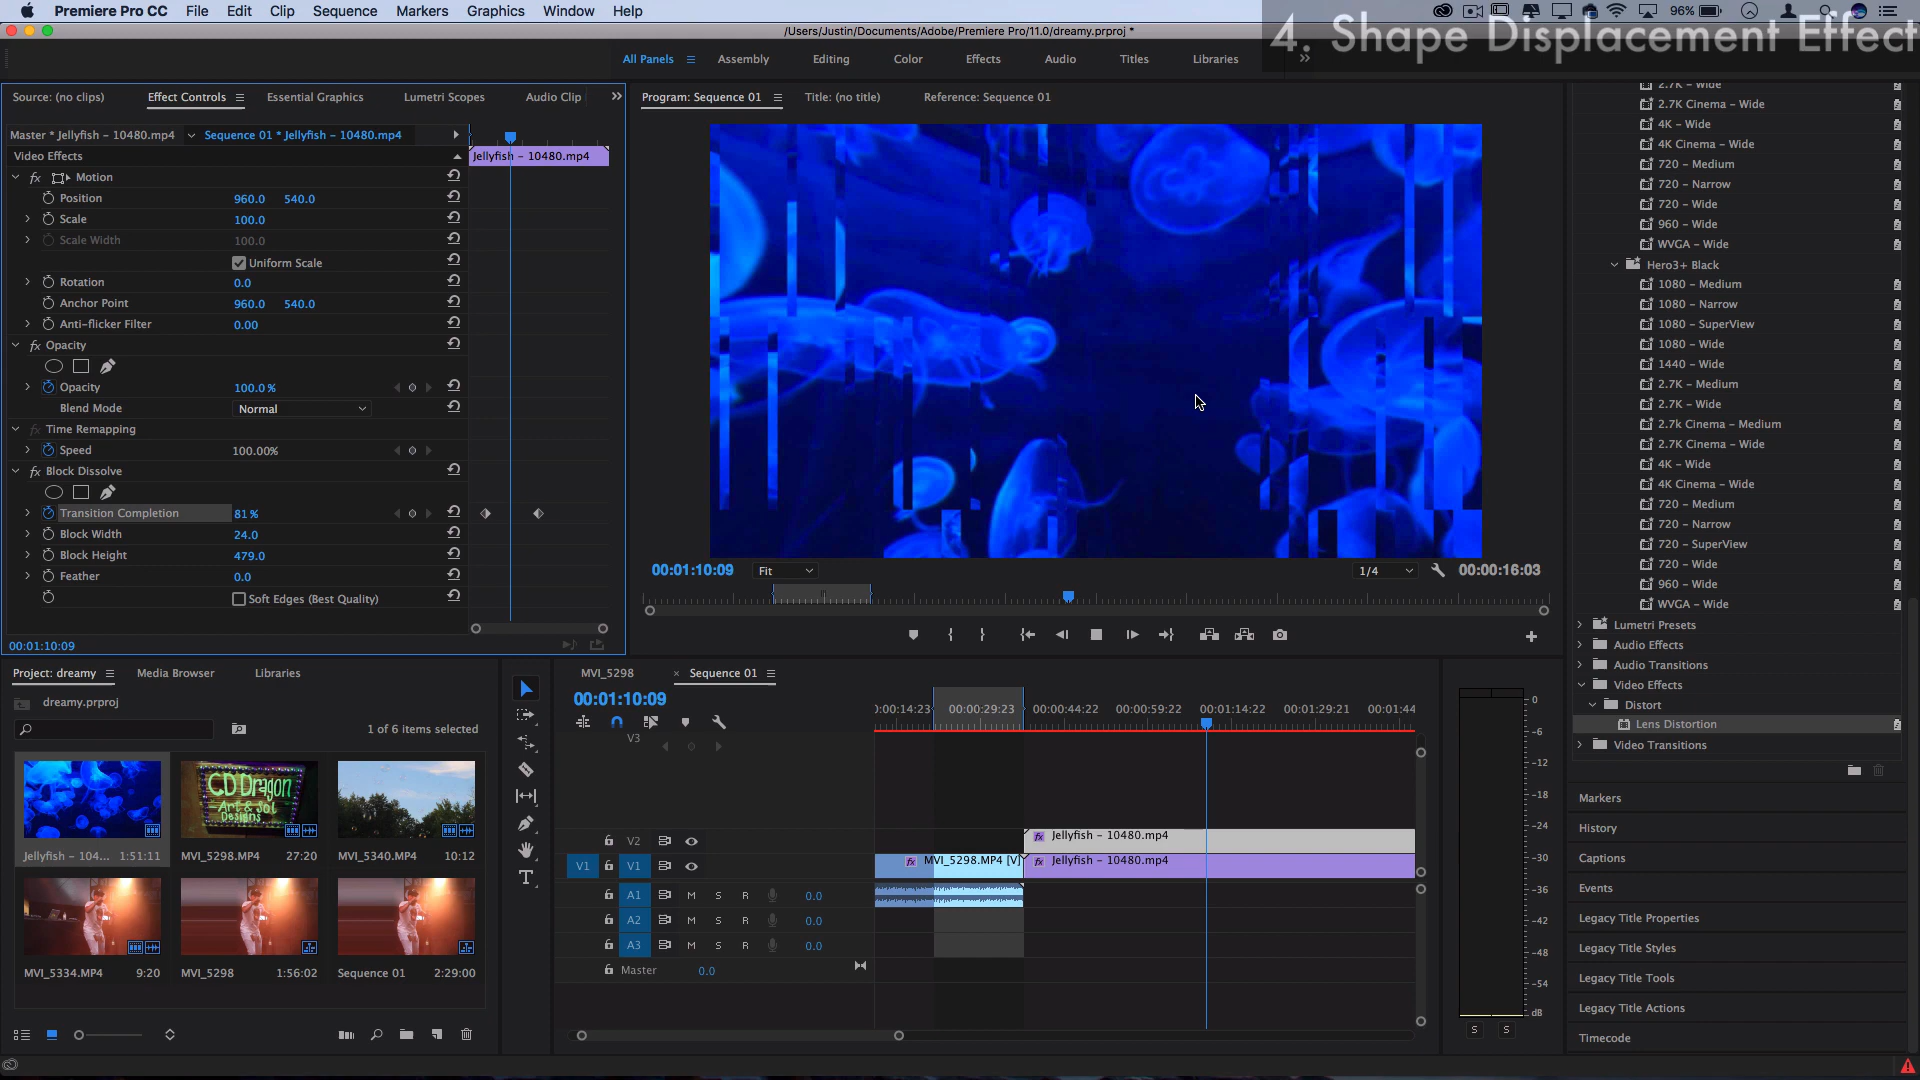 Premiere Pro CC File Edit Clip Sequence Markers Graphics Window Help 96%
4. Shape Displacement Effect
/Users/Justin/Documents/Adobe/Premiere Pro/11.0/dreamy.prproj *
All Panels Assembly Editing Color Effects Audio Titles Libraries
Source: (no clips) Effect Controls Essential Graphics Lumetri Scopes Audio Clip
Master * Jellyfish - 10480.mp4 Sequence 01 * Jellyfish - 10480.mp4
Video Effects
Jellyfish - 10480.mp4
fx Motion
Position 960.0 540.0
Scale 100.0
Scale Width 100.0
Uniform Scale
Rotation 0.0
Anchor Point 960.0 540.0
Anti-flicker Filter 0.00
fx Opacity
Opacity 100.0 %
Blend Mode Normal
fx Time Remapping
Speed 100.00%
fx Block Dissolve
Transition Completion 81 %
Block Width 24.0
Block Height 479.0
Feather 0.0
Soft Edges (Best Quality)
00:01:10:09
Program: Sequence 01 Title: (no title) Reference: Sequence 01
00:01:10:09 Fit 1/4 00:00:16:03
2.7K - Wide
2.7K Cinema - Wide
4K - Wide
4K Cinema - Wide
720 - Medium
720 - Narrow
720 - Wide
960 - Wide
WVGA - Wide
Hero3+ Black
1080 - Medium
1080 - Narrow
1080 - SuperView
1080 - Wide
1440 - Wide
2.7K - Medium
2.7K - Wide
2.7k Cinema - Medium
2.7K Cinema - Wide
4K - Wide
4K Cinema - Wide
720 - Medium
720 - Narrow
720 - SuperView
720 - Wide
960 - Wide
WVGA - Wide
Lumetri Presets
Audio Effects
Audio Transitions
Video Effects
Distort
Lens Distortion
Video Transitions
Markers
History
Captions
Events
Legacy Title Properties
Legacy Title Styles
Legacy Title Tools
Legacy Title Actions
Timecode
Project: dreamy Media Browser Libraries
dreamy.prproj
1 of 6 items selected
CD Dragon
Art & Sol
Designs
Jellyfish - 104... 1:51:11
MVI_5298.MP4 27:20
MVI_5340.MP4 10:12
MVI_5334.MP4 9:20
MVI_5298 1:56:02
Sequence 01 2:29:00
MVI_5298 × Sequence 01
00:01:10:09
0:00:14:23 00:00:29:23 00:00:44:22 00:00:59:22 00:01:14:22 00:01:29:21 00:01:44
V3
V2 fx Jellyfish - 10480.mp4
V1 V1 fx MVI_5298.MP4 [V] fx Jellyfish - 10480.mp4
A1 M S R 0.0
A2 M S R 0.0
A3 M S R 0.0
Master 0.0
0
-6
-12
-18
-24
-30
-36
-42
-48
-54
dB
S S